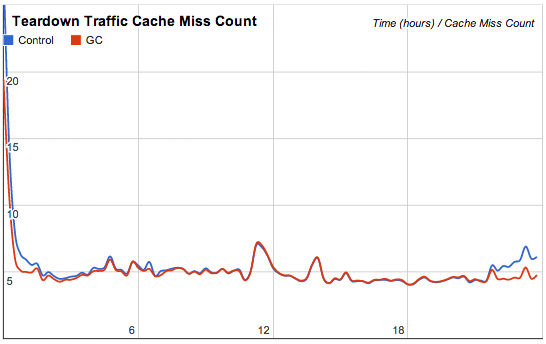 Teardown Traffic Cache Miss Count
Time (hours) / Cache Miss Count
Control GC
20
15
10
5
6 12 18